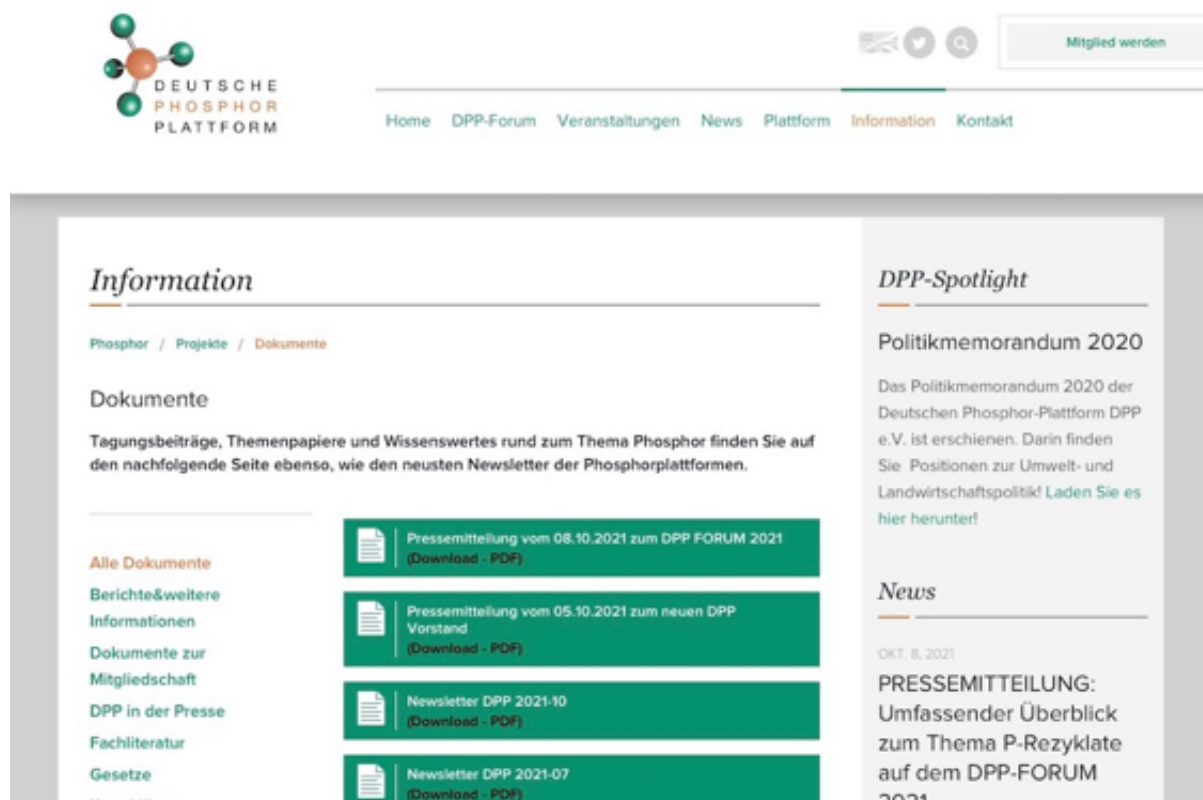 DEUTSCHE
PHOSPHOR
PLATTFORM
Mitglied werden
Home DPP-Forum Veranstaltungen News Plattform Information Kontakt
Information
Phosphor / Projekte / Dokumente
Dokumente
Tagungsbeiträge, Themenpapiere und Wissenswertes rund zum Thema Phosphor finden Sie auf
den nachfolgende Seite ebenso, wie den neusten Newsletter der Phosphorplattformen.
Alle Dokumente
Berichte&weitere
Informationen
Dokumente zur
Mitgliedschaft
DPP in der Presse
Fachliteratur
Gesetze
Pressemitteilung vom 08.10.2021 zum DPP FORUM 2021
(Download - PDF)
Pressemitteilung vom 05.10.2021 zum neuen DPP
Vorstand
(Download - PDF)
Newsletter DPP 2021-10
(Download - PDF)
Newsletter DPP 2021-07
(Download - PDF)
DPP-Spotlight
Politikmemorandum 2020
Das Politikmemorandum 2020 der
Deutschen Phosphor-Plattform DPP
e.V. ist erschienen. Darin finden
Sie Positionen zur Umwelt- und
Landwirtschaftspolitik! Laden Sie es
hier herunter!
News
OKT. 8, 2021
PRESSEMITTEILUNG:
Umfassender Überblick
zum Thema P-Rezyklate
auf dem DPP-FORUM
2021